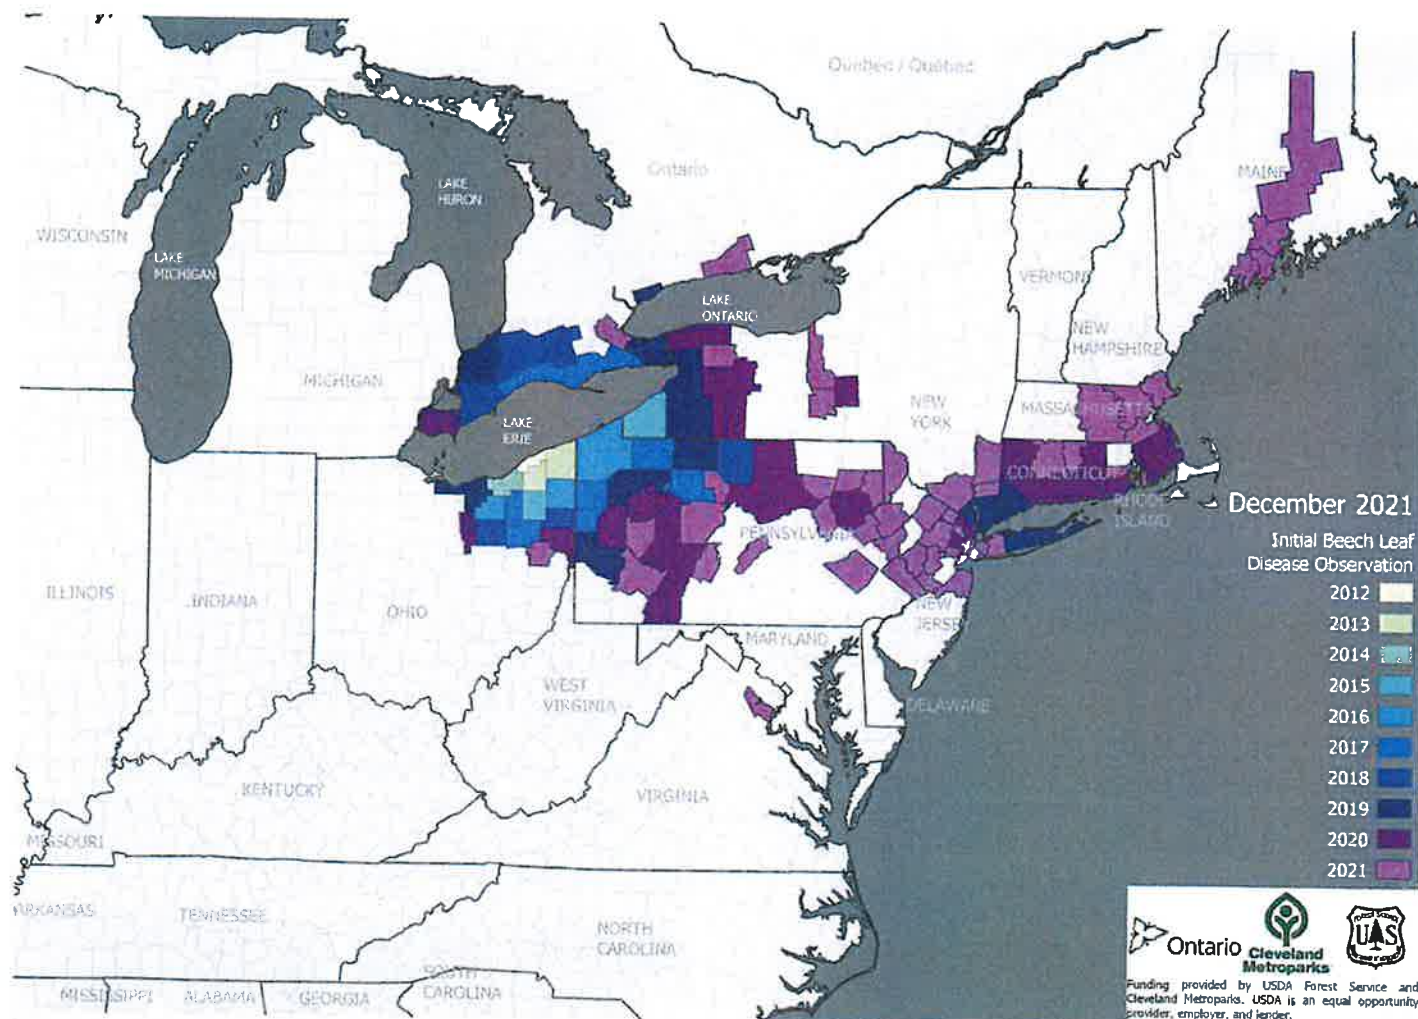 Quebec / Québec
Ontario
MAINE
LAKE
HURON
WISCONSIN
LAKE
MICHIGAN
VERMONT
LAKE
ONTARIO
NEW
HAMPSHIRE
MICHIGAN
NEW
YORK
MASSACHUSETTS
LAKE
ERIE
CONNECTICUT
RHODE
ISLAND
PENNSYLVANIA
ILLINOIS
INDIANA
OHIO
NEW
JERSEY
MARYLAND
WEST
VIRGINIA
DELAWARE
KENTUCKY
VIRGINIA
MISSOURI
ARKANSAS
TENNESSEE
NORTH
CAROLINA
SOUTH
CAROLINA
MISSISSIPPI
ALABAMA
GEORGIA
December 2021
Initial Beech Leaf
Disease Observation
2012
2013
2014
2015
2016
2017
2018
2019
2020
2021
Ontario
Cleveland
Metroparks
Forest Service
UAS
Funding provided by USDA Forest Service and
Cleveland Metroparks. USDA is an equal opportunity
provider, employer, and lender.